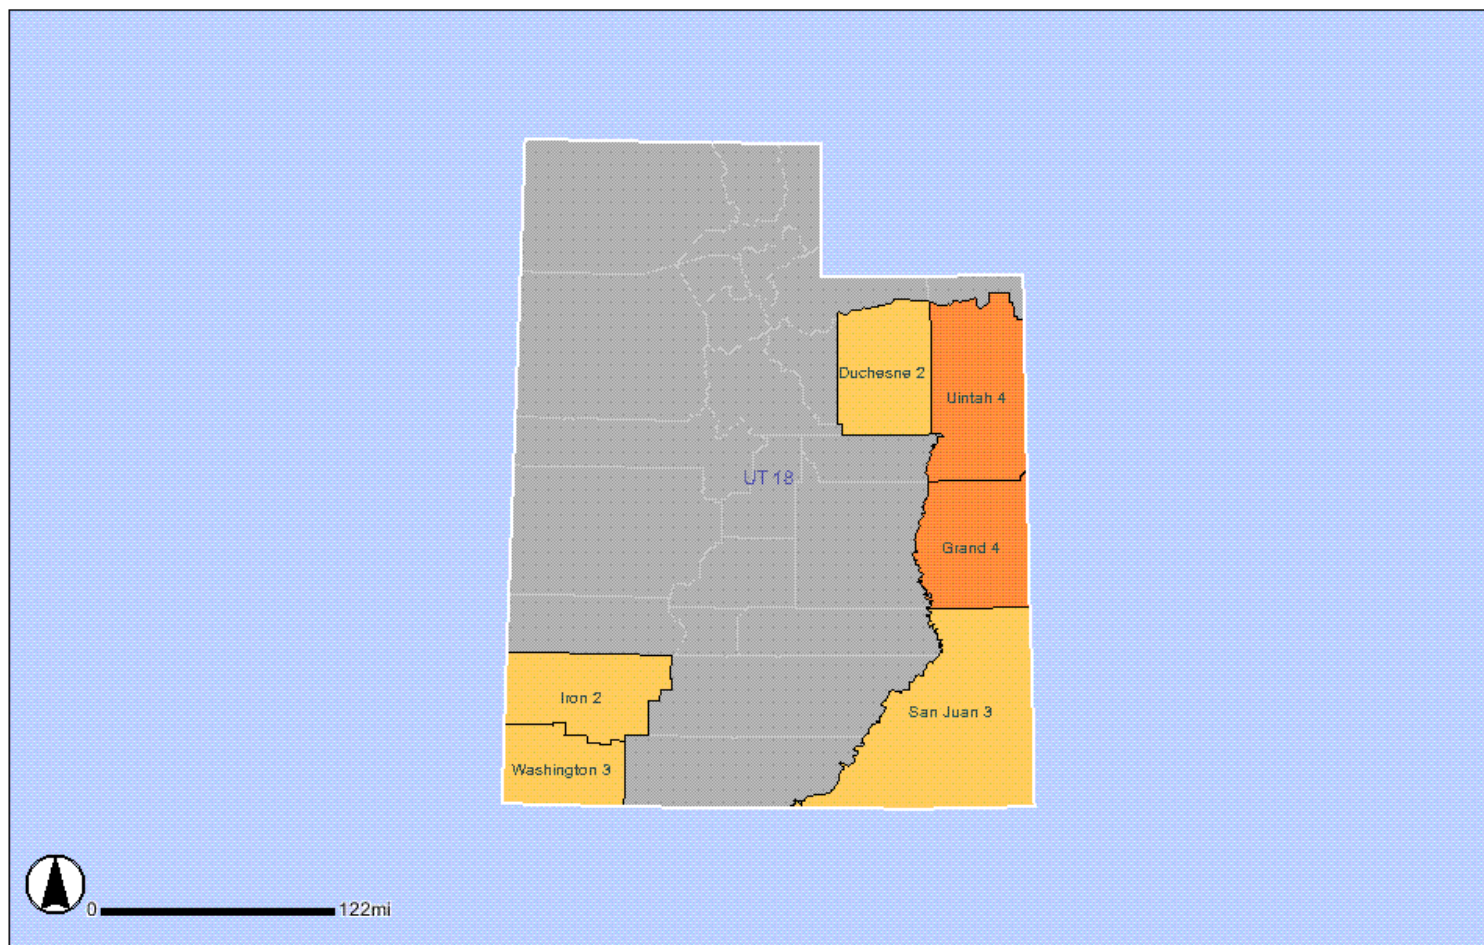 Duchesne 2
Uintah 4
UT 18
Grand 4
Iron 2
San Juan 3
Washington 3
0
122mi